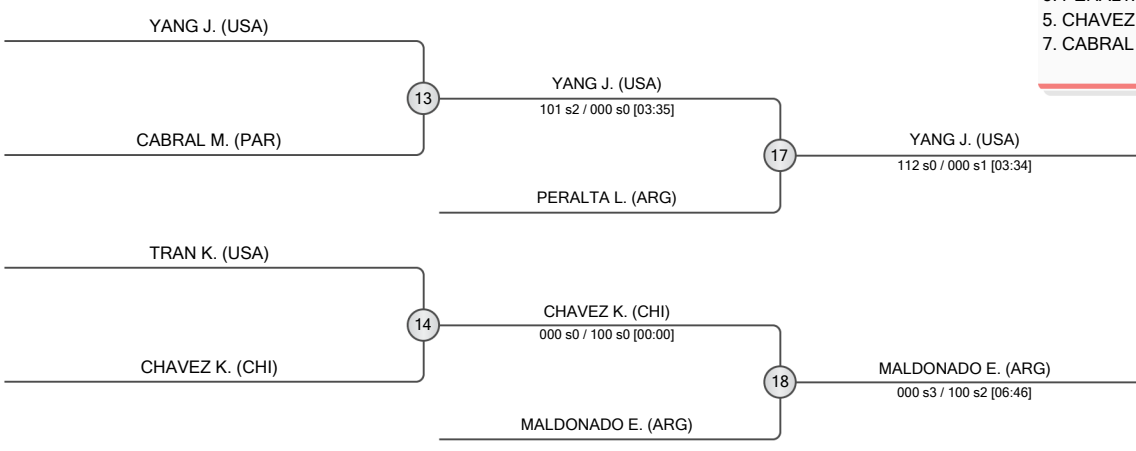 5. CHAVEZ
7. CABRAL
YANG J. (USA)
13
CABRAL M. (PAR)
YANG J. (USA)
101 s2 / 000 s0 [03:35]
17
PERALTA L. (ARG)
YANG J. (USA)
112 s0 / 000 s1 [03:34]
TRAN K. (USA)
14
CHAVEZ K. (CHI)
CHAVEZ K. (CHI)
000 s0 / 100 s0 [00:00]
18
MALDONADO E. (ARG)
MALDONADO E. (ARG)
000 s3 / 100 s2 [06:46]